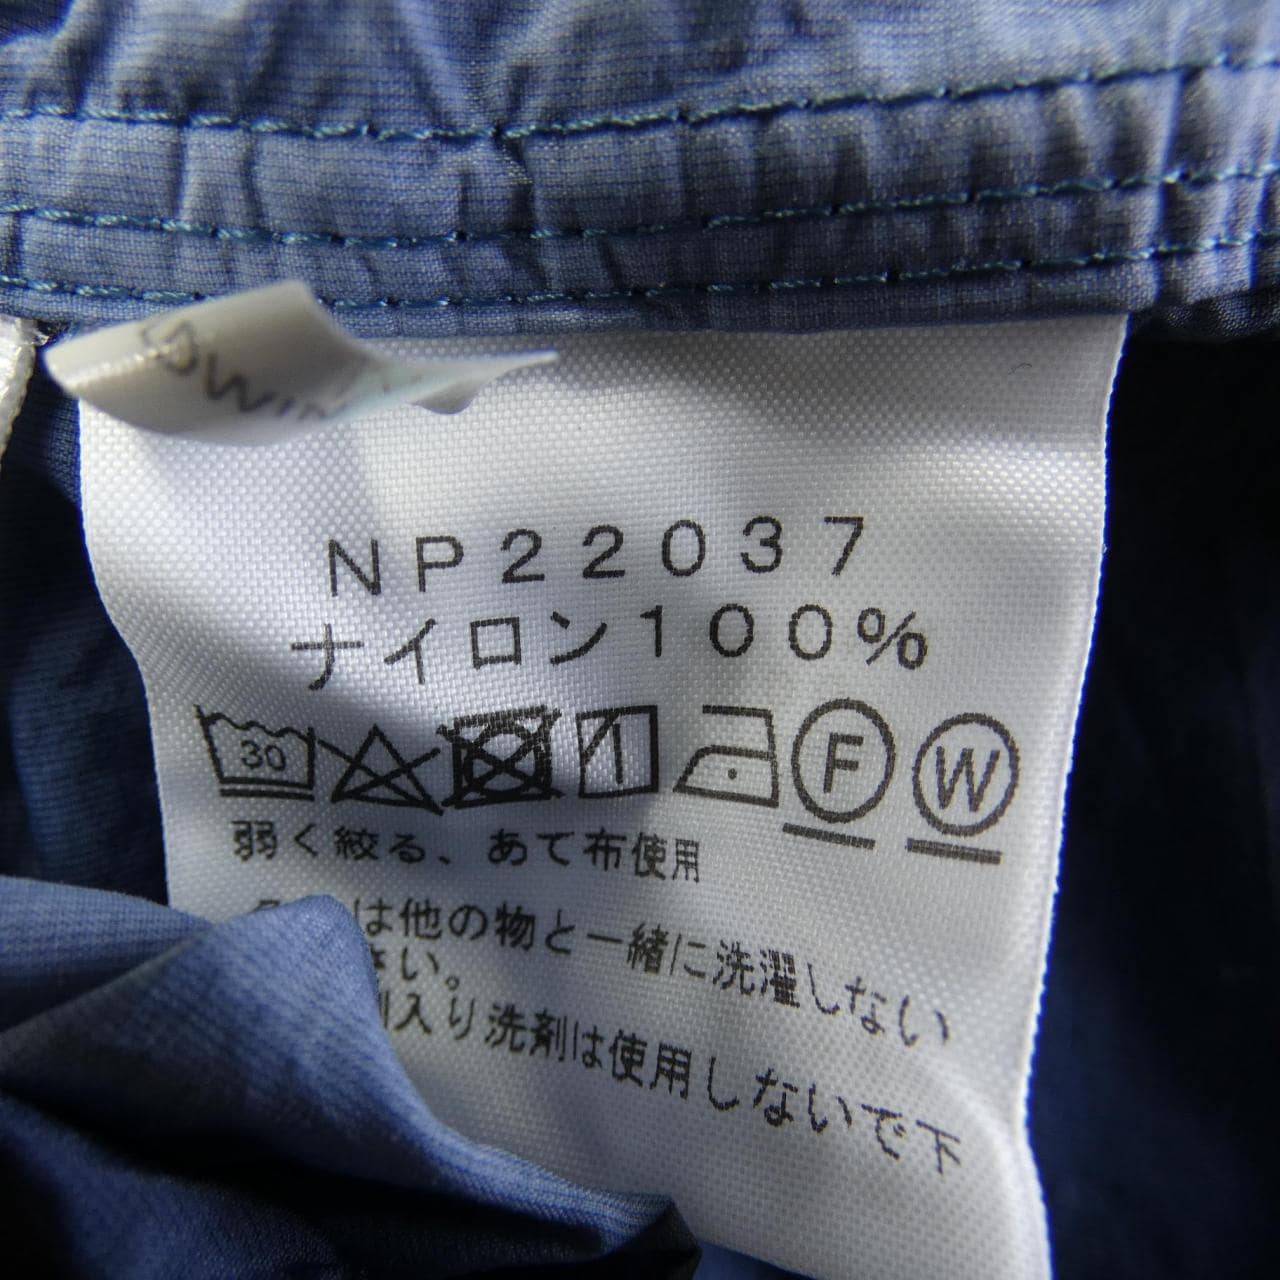 NP22037
ナイロン100%
30 F W
弱く絞る、あて布使用
は他の物と一緒に洗濯しない
さい。
剤入り洗剤は使用しないで下